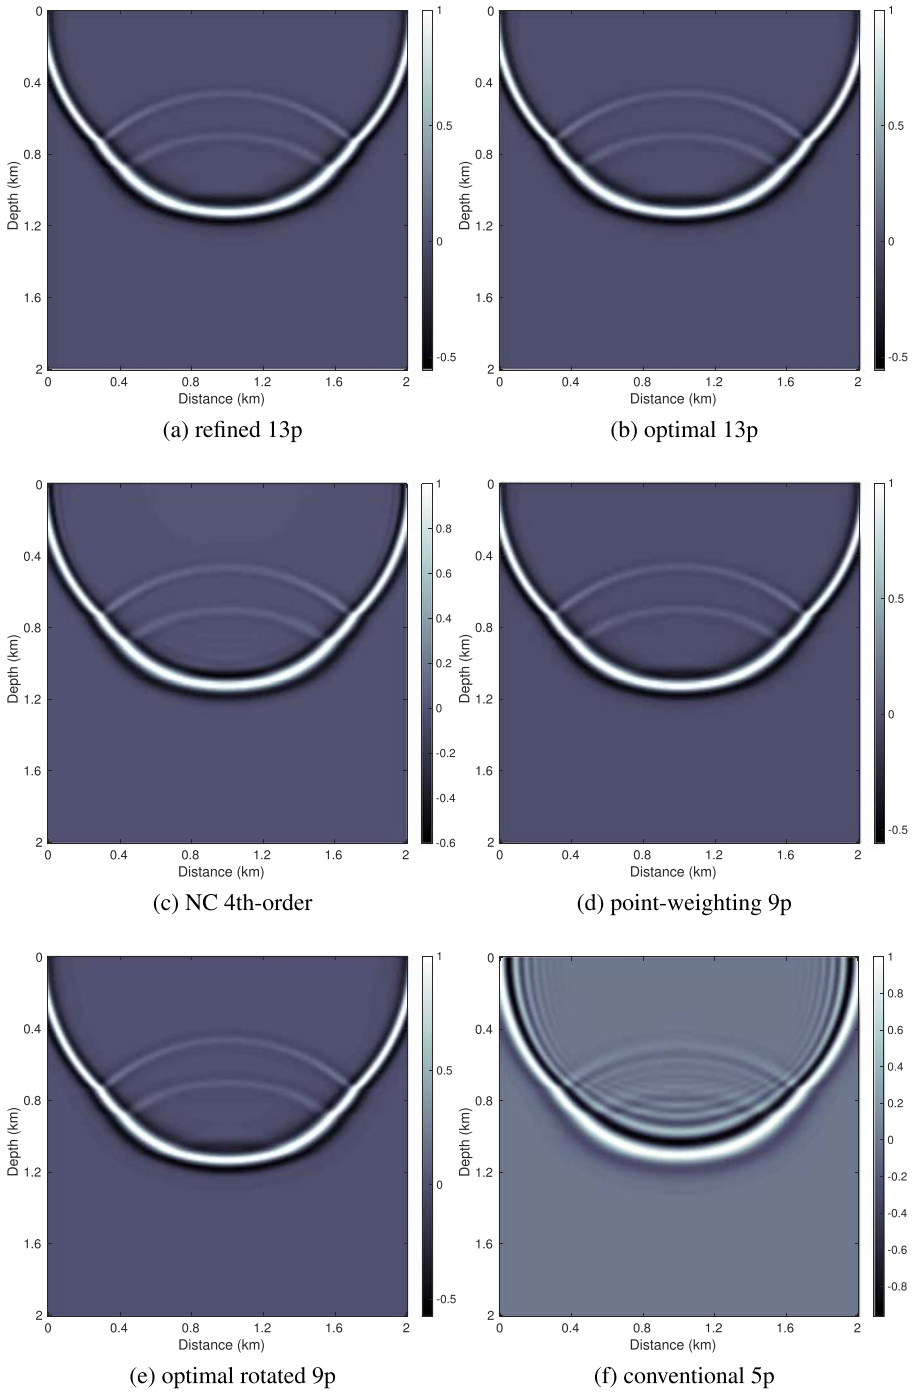 0
0.4
0.8
1.2
1.6
2
Depth (km)
0 0.4 0.8 1.2 1.6 2
Distance (km)
1
0.5
0
-0.5
(a) refined 13p
0
0.4
0.8
1.2
1.6
2
Depth (km)
0 0.4 0.8 1.2 1.6 2
Distance (km)
1
0.5
0
-0.5
(b) optimal 13p
0
0.4
0.8
1.2
1.6
2
Depth (km)
0 0.4 0.8 1.2 1.6 2
Distance (km)
1
0.8
0.6
0.4
0.2
0
-0.2
-0.4
-0.6
(c) NC 4th-order
0
0.4
0.8
1.2
1.6
2
Depth (km)
0 0.4 0.8 1.2 1.6 2
Distance (km)
1
0.5
0
-0.5
(d) point-weighting 9p
0
0.4
0.8
1.2
1.6
2
Depth (km)
0 0.4 0.8 1.2 1.6 2
Distance (km)
1
0.5
0
-0.5
(e) optimal rotated 9p
0
0.4
0.8
1.2
1.6
2
Depth (km)
0 0.4 0.8 1.2 1.6 2
Distance (km)
1
0.8
0.6
0.4
0.2
0
-0.2
-0.4
-0.6
-0.8
(f) conventional 5p